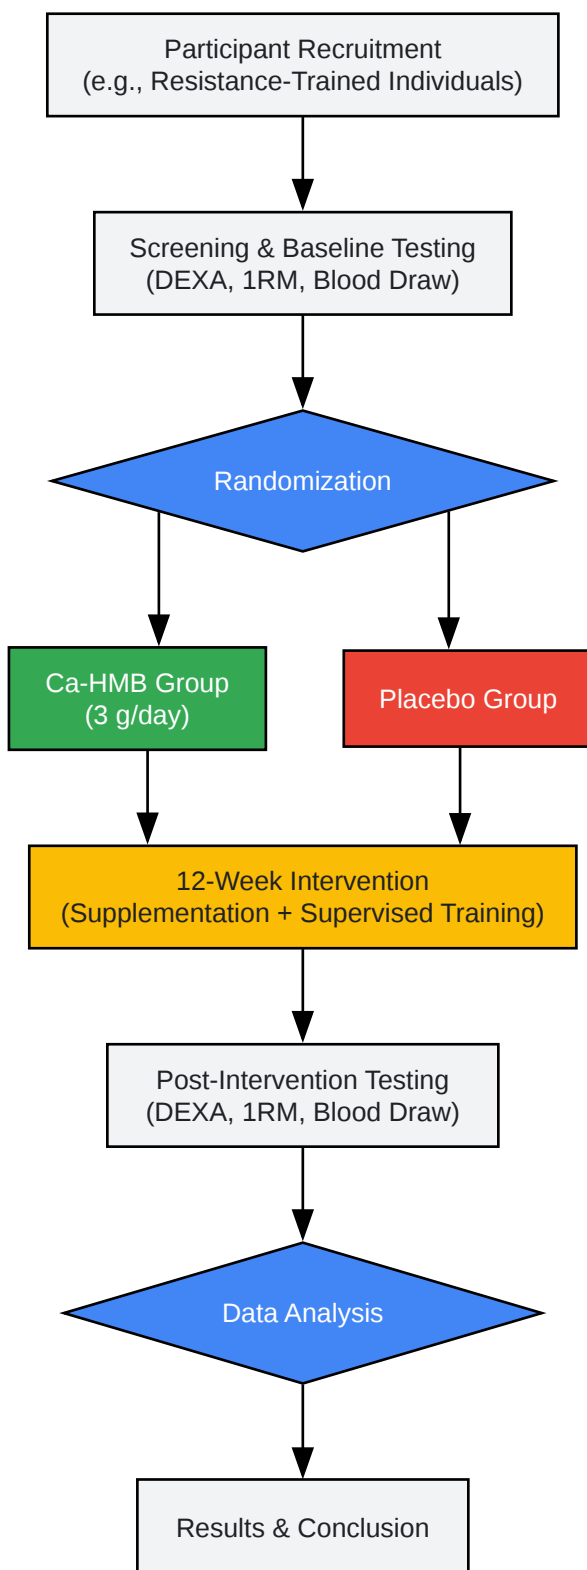 Participant Recruitment
(e.g., Resistance-Trained Individuals)
Screening & Baseline Testing
(DEXA, 1RM, Blood Draw)
Randomization
Ca-HMB Group
(3 g/day)
Placebo Group
12-Week Intervention
(Supplementation + Supervised Training)
Post-Intervention Testing
(DEXA, 1RM, Blood Draw)
Data Analysis
Results & Conclusion